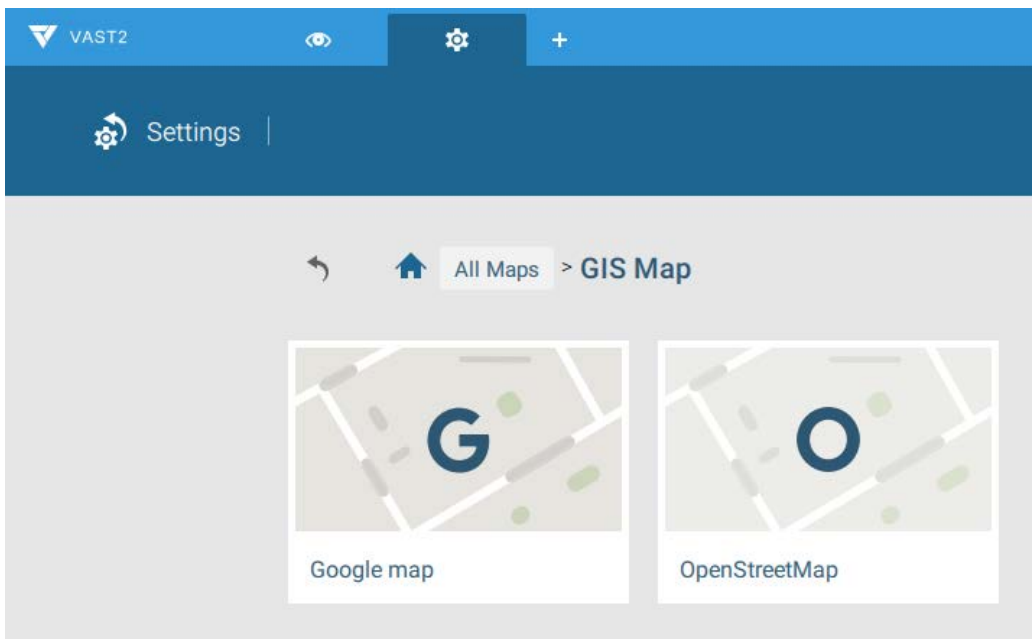 VAST2
+
Settings
All Maps > GIS Map
G
O
Google map
OpenStreetMap